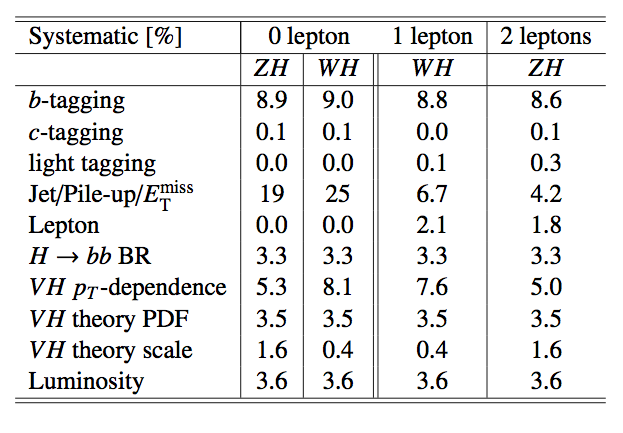 Systematic [%] 0 lepton 1 lepton 2 leptons
ZH WH WH ZH
b-tagging 8.9 9.0 8.8 8.6
c-tagging 0.1 0.1 0.0 0.1
light tagging 0.0 0.0 0.1 0.3
Jet/Pile-up/E_T^miss 19 25 6.7 4.2
Lepton 0.0 0.0 2.1 1.8
H → bb BR 3.3 3.3 3.3 3.3
VH p_T-dependence 5.3 8.1 7.6 5.0
VH theory PDF 3.5 3.5 3.5 3.5
VH theory scale 1.6 0.4 0.4 1.6
Luminosity 3.6 3.6 3.6 3.6